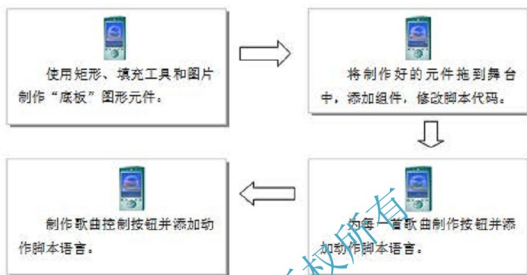 使用矩形、填充工具和图片
制作“底板”图形元件。
将制作好的元件拖到舞台
中，添加组件，修改脚本代码。
为每一首歌曲制作按钮并添
加动作脚本语言。
制作歌曲控制按钮并添加动
作脚本语言。
权所有